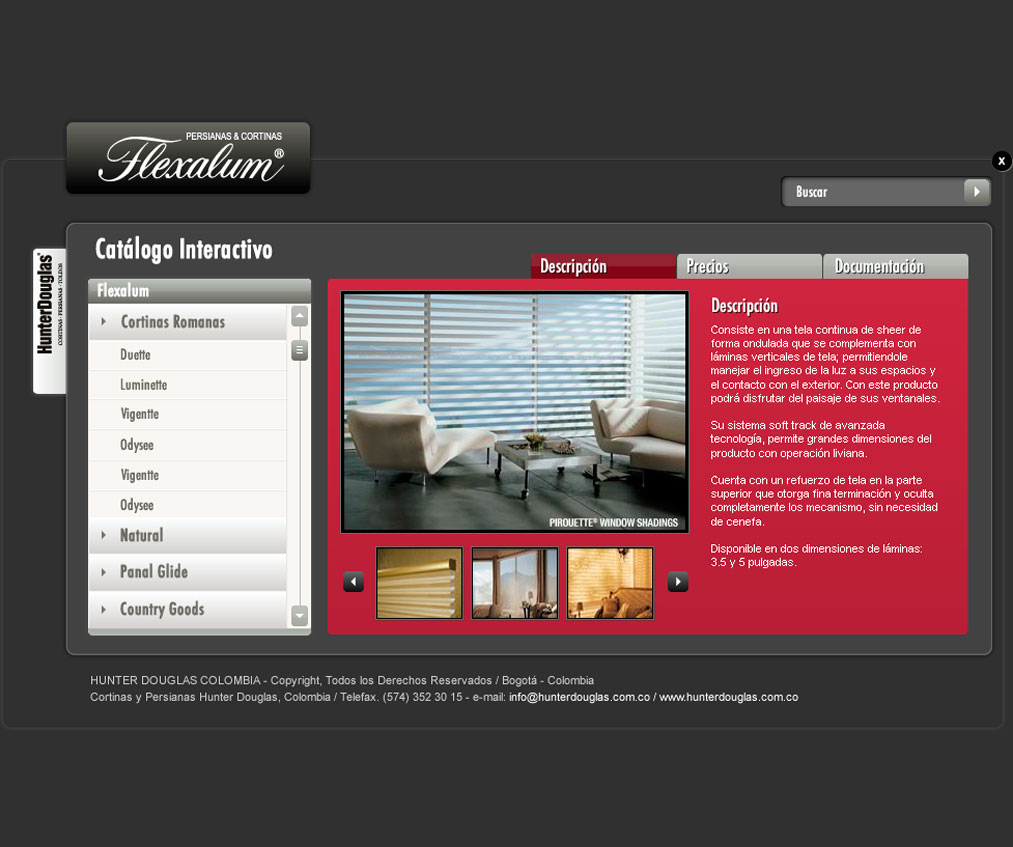 PERSIANAS & CORTINAS
Flexalum®
x
Buscar
HunterDouglas®
CORTINAS - PERSIANAS - TOLDOS
Catálogo Interactivo
Descripción
Precios
Documentación
Flexalum
Cortinas Romanas
Duette
Luminette
Vigentte
Odysee
Vigentte
Odysee
Natural
Panal Glide
Country Goods
PIROUETTE® WINDOW SHADINGS
Descripción
Consiste en una tela continua de sheer de
forma ondulada que se complementa con
láminas verticales de tela; permitiendole
manejar el ingreso de la luz a sus espacios y
el contacto con el exterior. Con este producto
podrá disfrutar del paisaje de sus ventanales.
Su sistema soft track de avanzada
tecnología, permite grandes dimensiones del
producto con operación liviana.
Cuenta con un refuerzo de tela en la parte
superior que otorga fina terminación y oculta
completamente los mecanismo, sin necesidad
de cenefa.
Disponible en dos dimensiones de láminas:
3.5 y 5 pulgadas.
HUNTER DOUGLAS COLOMBIA - Copyright, Todos los Derechos Reservados / Bogotá - Colombia
Cortinas y Persianas Hunter Douglas, Colombia / Telefax. (574) 352 30 15 - e-mail: info@hunterdouglas.com.co / www.hunterdouglas.com.co